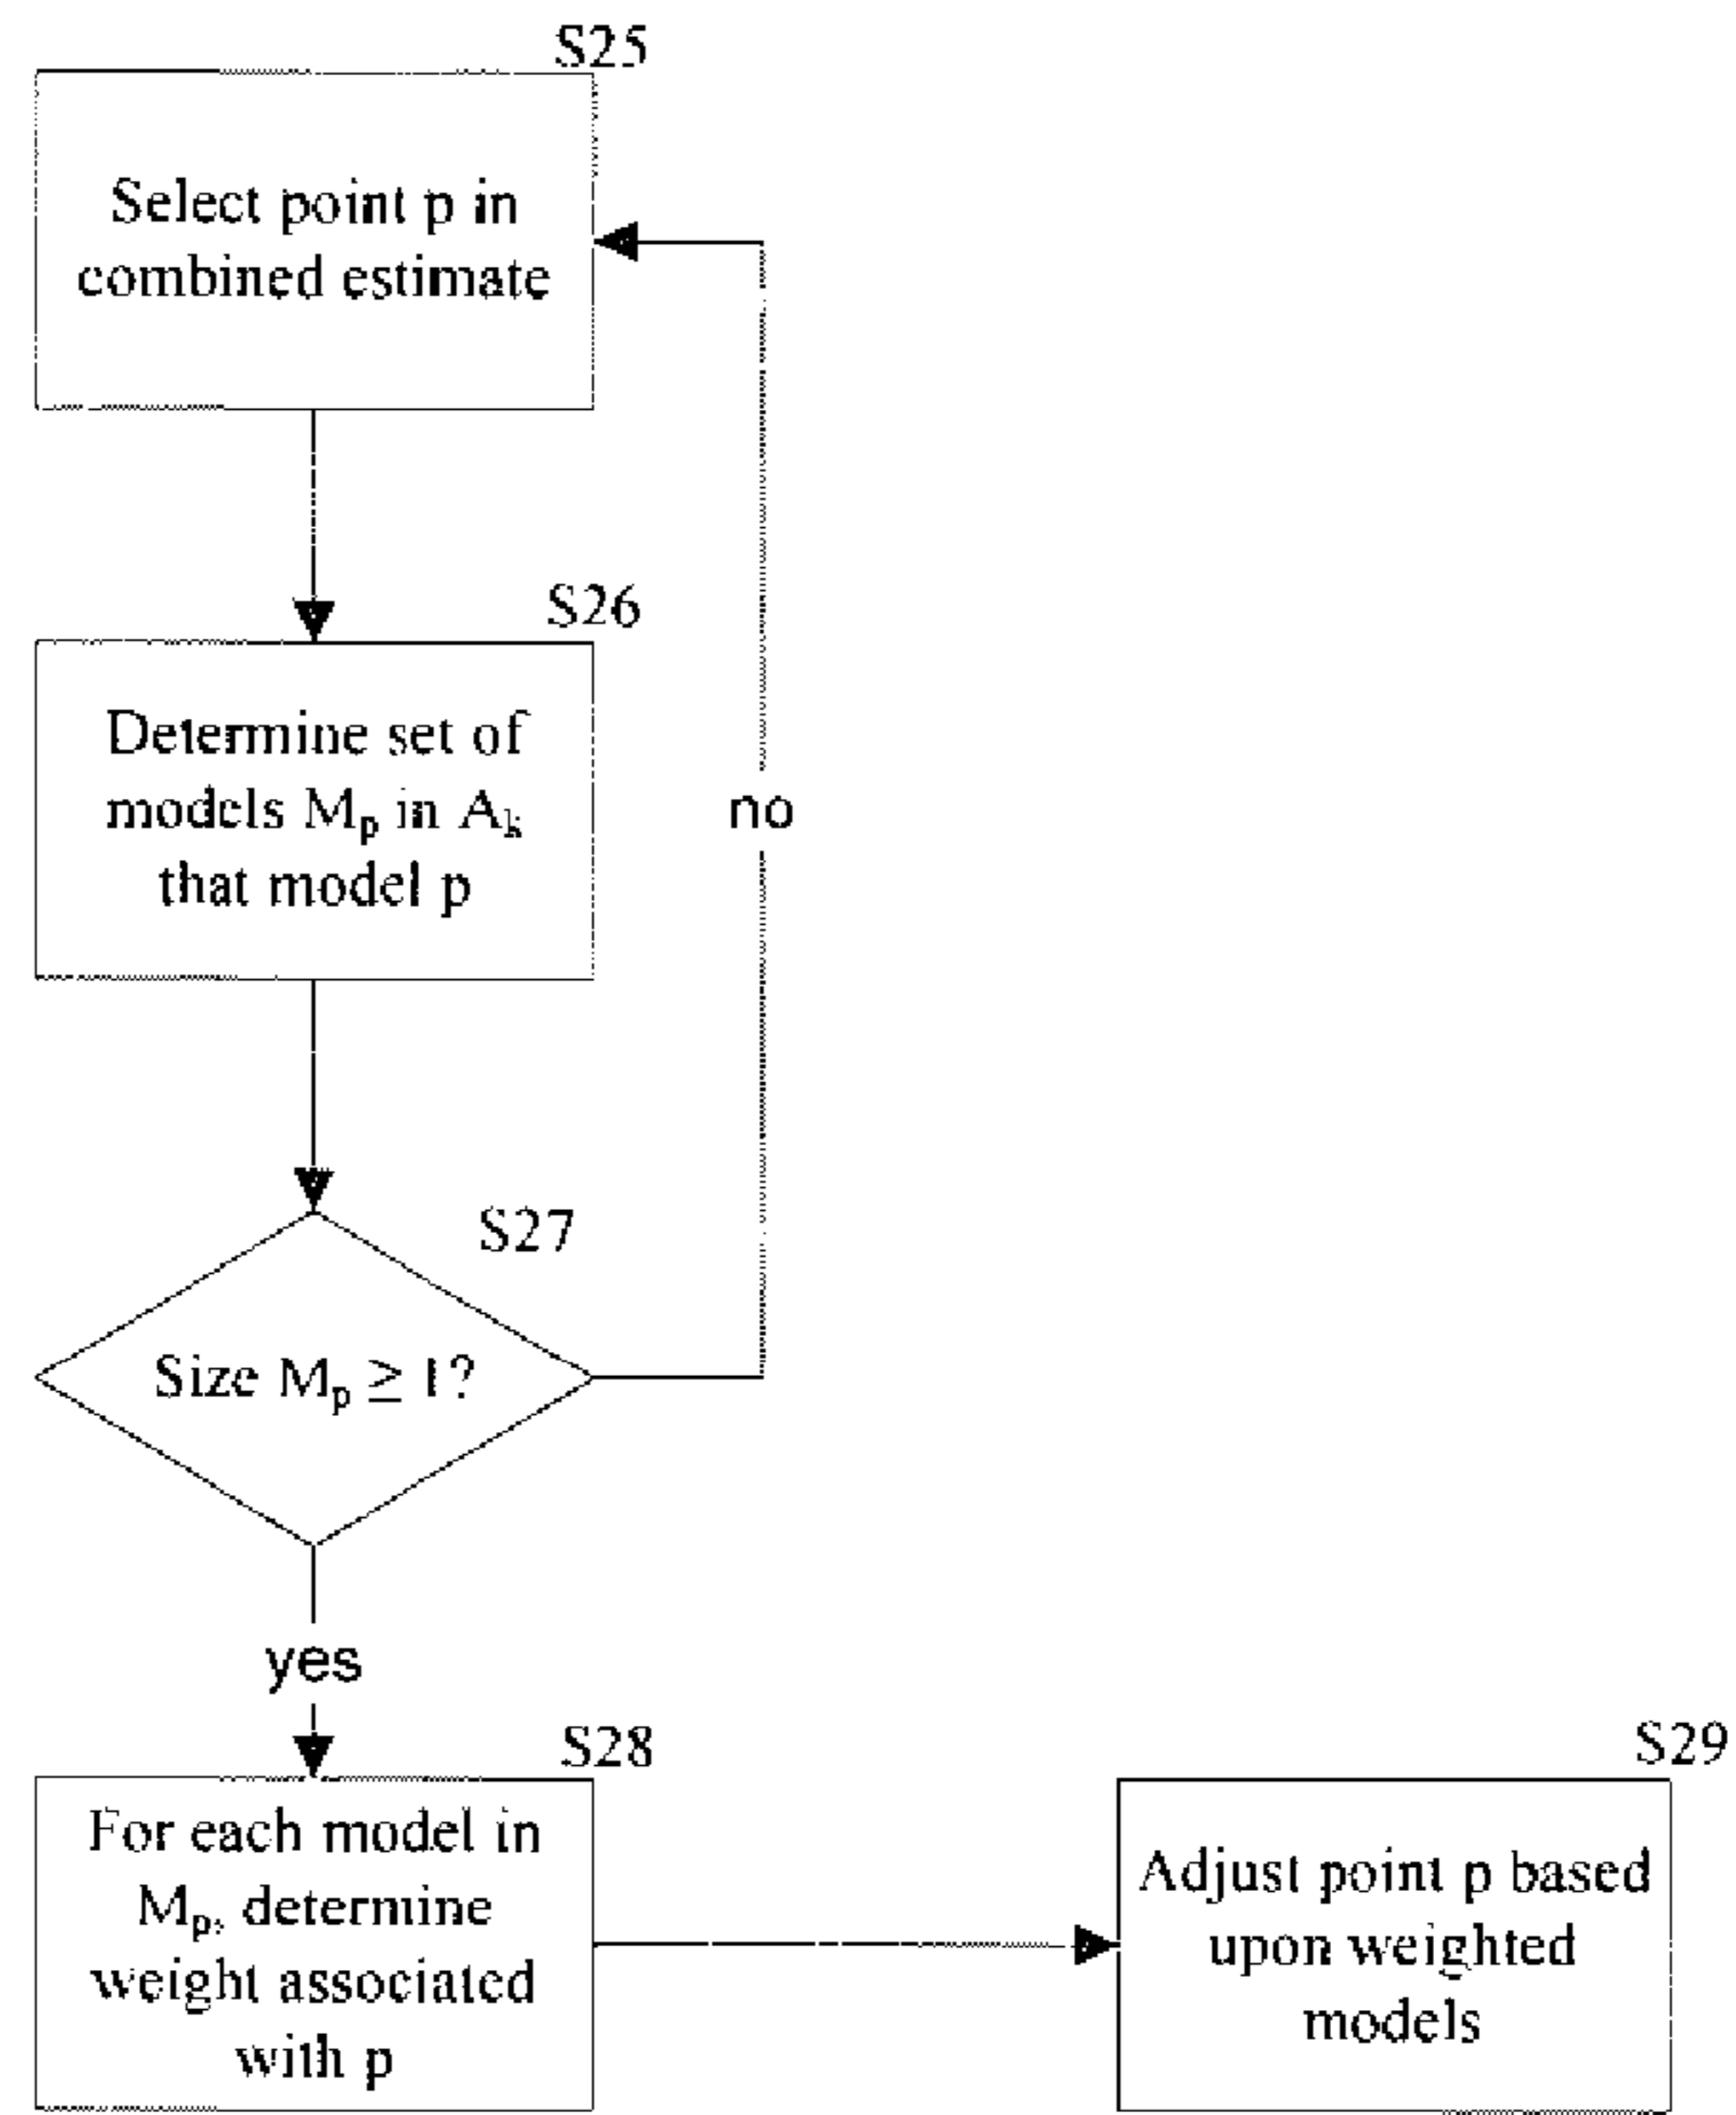 S25
Select point p in
combined estimate
S26
Determine set of
models Mp in Ak
that model p
no
S27
Size Mp ≥ 1?
yes
S28
For each model in
Mp, determine
weight associated
with p
S29
Adjust point p based
upon weighted
models